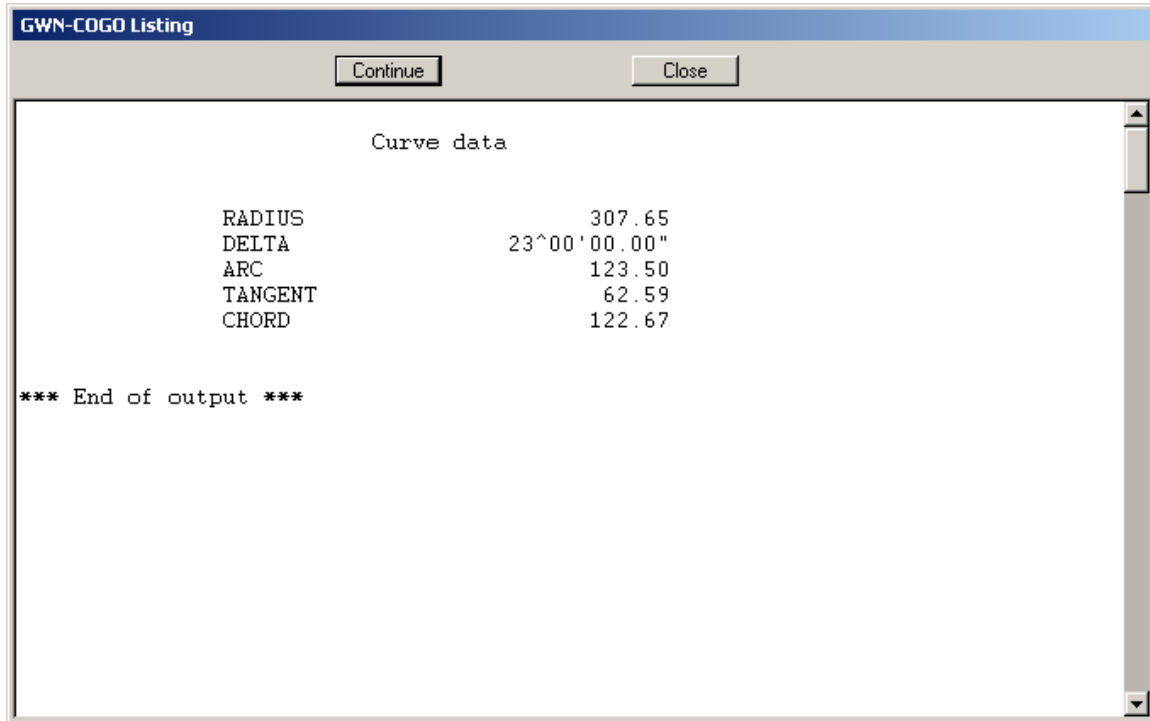 GWN-COGO Listing
Continue Close
Curve data
RADIUS 307.65
DELTA 23^00'00.00"
ARC 123.50
TANGENT 62.59
CHORD 122.67
*** End of output ***